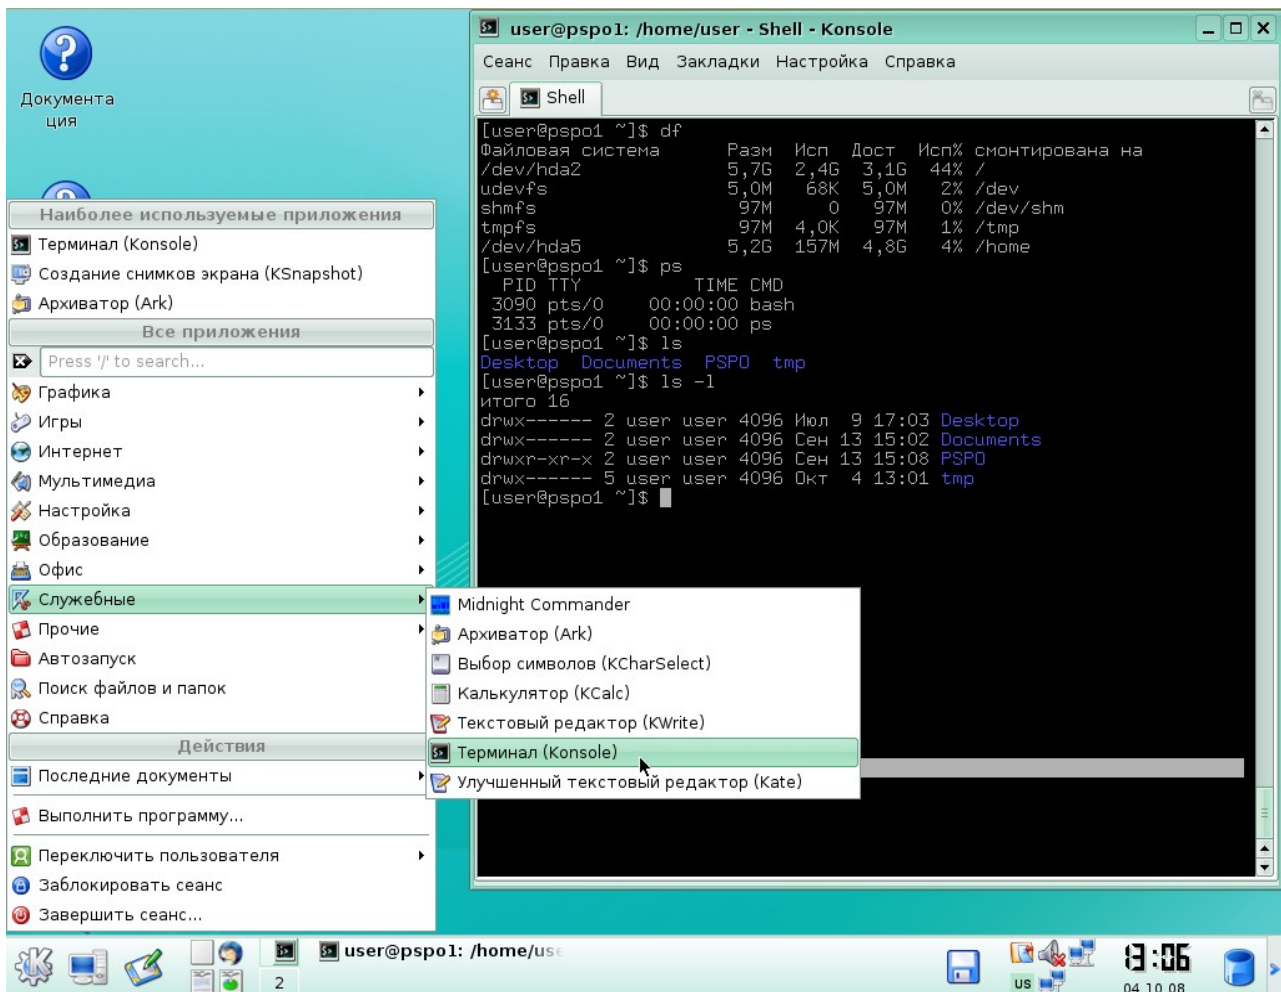 Документа
ция
user@pspo1: /home/user - Shell - Konsole
Сеанс Правка Вид Закладки Настройка Справка
Shell
[user@pspo1 ~]$ df
Файловая система Разм Исп Дост Исп% смонтирована на
/dev/hda2 5,7G 2,4G 3,1G 44% /
udevfs 5,0M 68K 5,0M 2% /dev
shmfs 97M 0 97M 0% /dev/shm
tmpfs 97M 4,0K 97M 1% /tmp
/dev/hda5 5,2G 157M 4,8G 4% /home
[user@pspo1 ~]$ ps
PID TTY TIME CMD
3090 pts/0 00:00:00 bash
3133 pts/0 00:00:00 ps
[user@pspo1 ~]$ ls
Desktop Documents PSPO tmp
[user@pspo1 ~]$ ls -l
итого 16
drwx------ 2 user user 4096 Июл 9 17:03 Desktop
drwx------ 2 user user 4096 Сен 13 15:02 Documents
drwxr-xr-x 2 user user 4096 Сен 13 15:08 PSPO
drwx------ 5 user user 4096 Окт 4 13:01 tmp
[user@pspo1 ~]$
Наиболее используемые приложения
Терминал (Konsole)
Создание снимков экрана (KSnapshot)
Архиватор (Ark)
Все приложения
Press '/' to search...
Графика
Игры
Интернет
Мультимедиа
Настройка
Образование
Офис
Служебные
Прочие
Автозапуск
Поиск файлов и папок
Справка
Действия
Последние документы
Выполнить программу...
Переключить пользователя
Заблокировать сеанс
Завершить сеанс...
Midnight Commander
Архиватор (Ark)
Выбор символов (KCharSelect)
Калькулятор (KCalc)
Текстовый редактор (KWrite)
Терминал (Konsole)
Улучшенный текстовый редактор (Kate)
2
user@pspo1: /home/use
US
13:06
04.10.08